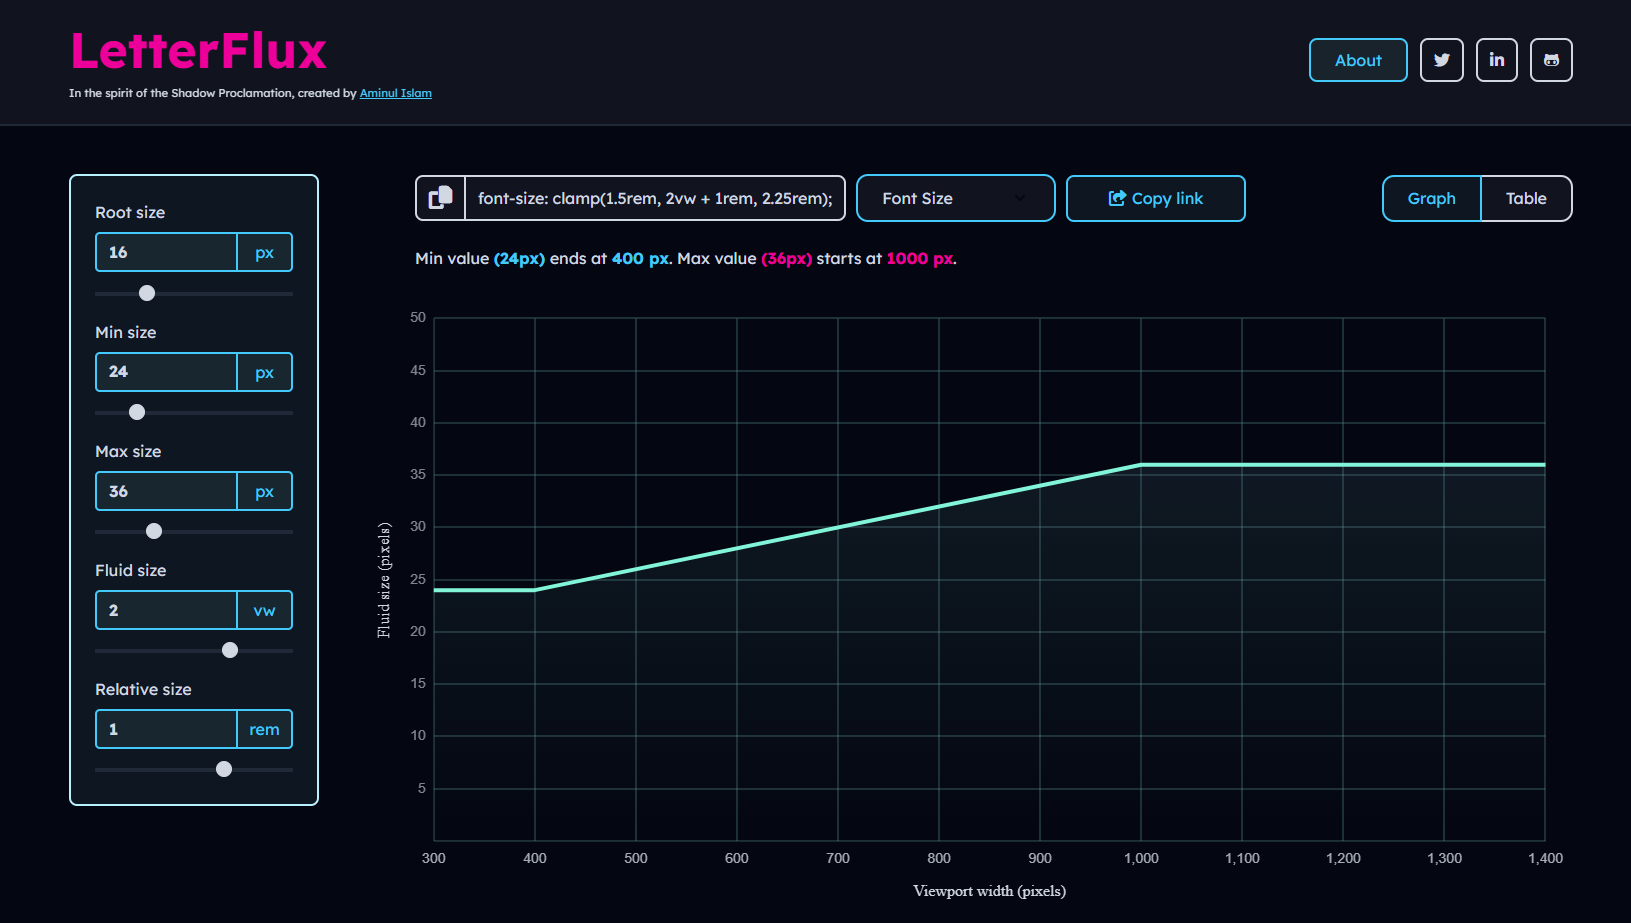 LetterFlux
In the spirit of the Shadow Proclamation, created by Aminul Islam
About
in
Root size
16 px
Min size
24 px
Max size
36 px
Fluid size
2 vw
Relative size
1 rem
font-size: clamp(1.5rem, 2vw + 1rem, 2.25rem);
Font Size
Copy link
Graph
Table
Min value (24px) ends at 400 px. Max value (36px) starts at 1000 px.
50
45
40
35
30
25
20
15
10
5
Fluid size (pixels)
300 400 500 600 700 800 900 1,000 1,100 1,200 1,300 1,400
Viewport width (pixels)